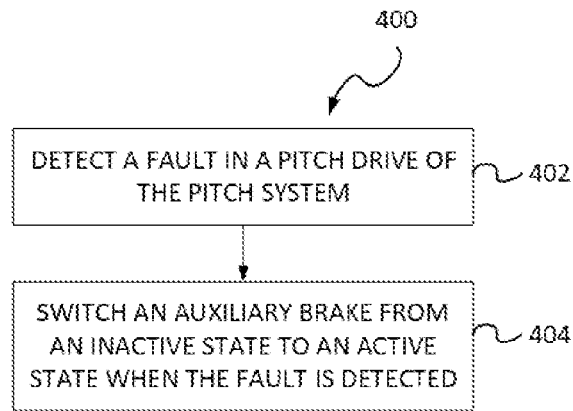 400
DETECT A FAULT IN A PITCH DRIVE OF
THE PITCH SYSTEM
402
SWITCH AN AUXILIARY BRAKE FROM
AN INACTIVE STATE TO AN ACTIVE
STATE WHEN THE FAULT IS DETECTED
404